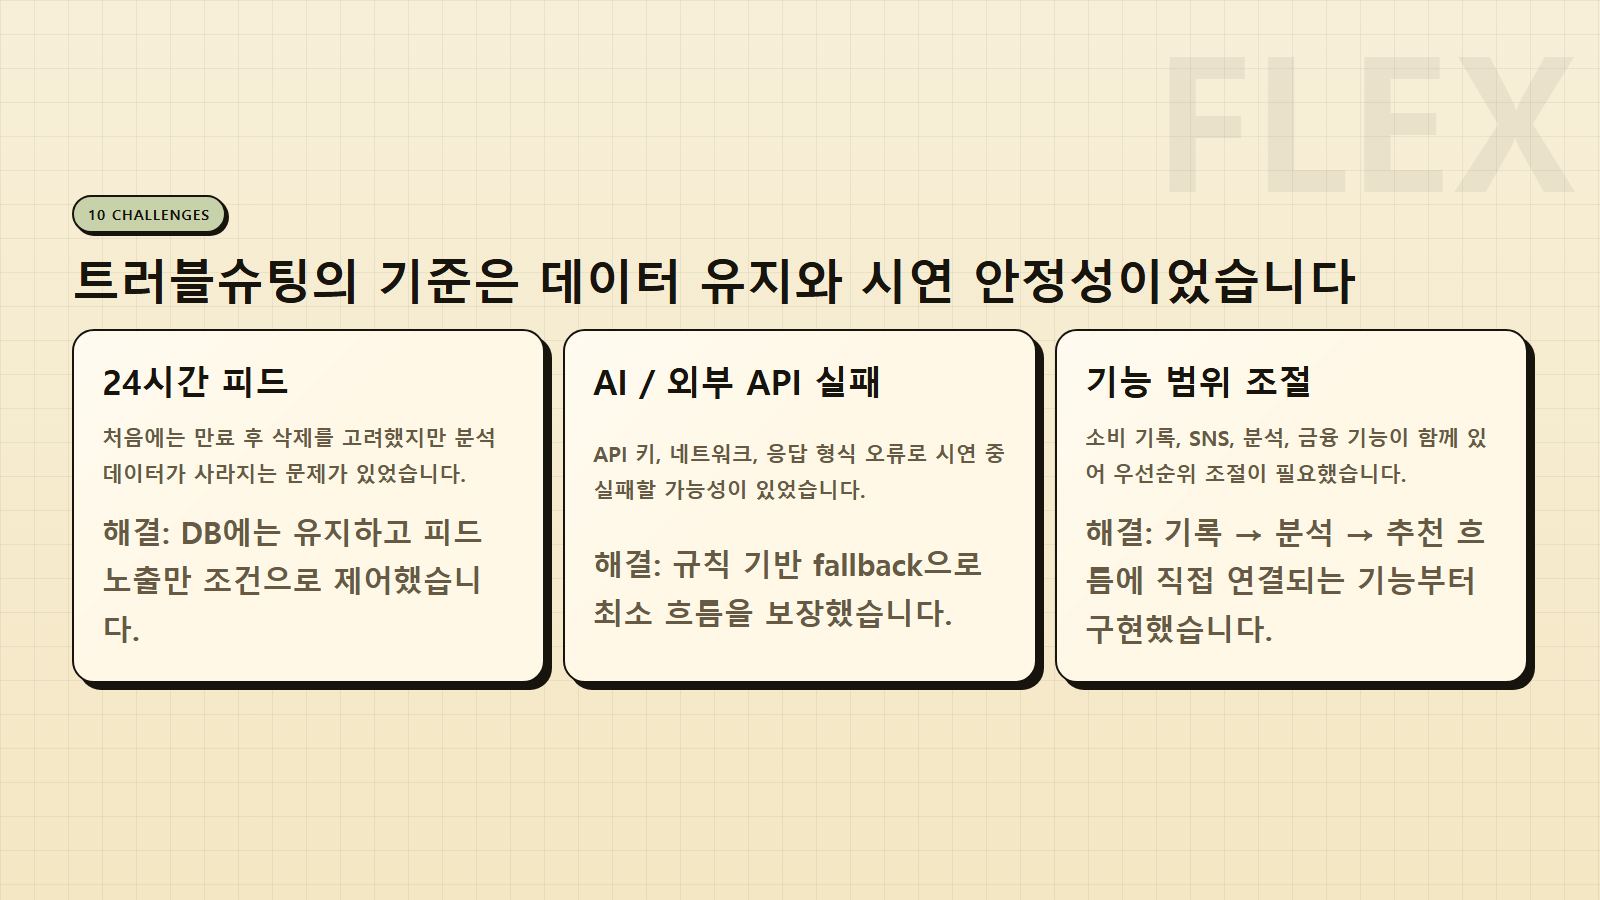 FLEX
10 CHALLENGES
트러블슈팅의 기준은 데이터 유지와 시연 안정성이었습니다
24시간 피드
처음에는 만료 후 삭제를 고려했지만 분석
데이터가 사라지는 문제가 있었습니다.
해결: DB에는 유지하고 피드
노출만 조건으로 제어했습니
다.
AI / 외부 API 실패
API 키, 네트워크, 응답 형식 오류로 시연 중
실패할 가능성이 있었습니다.
해결: 규칙 기반 fallback으로
최소 흐름을 보장했습니다.
기능 범위 조절
소비 기록, SNS, 분석, 금융 기능이 함께 있
어 우선순위 조절이 필요했습니다.
해결: 기록 → 분석 → 추천 흐
름에 직접 연결되는 기능부터
구현했습니다.